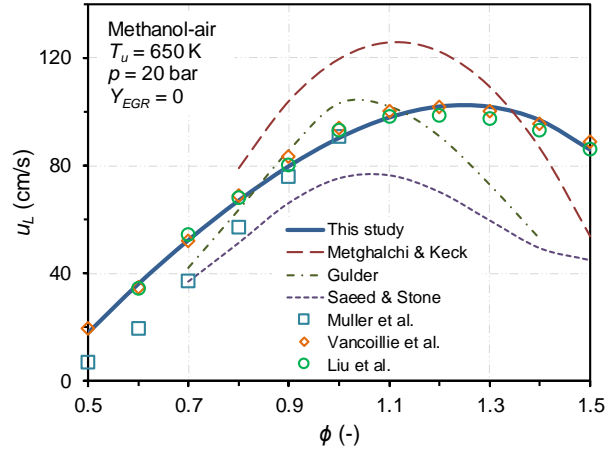 Methanol-air
T_u = 650 K
p = 20 bar
Y_EGR = 0
u_L (cm/s)
160
120
80
40
0
This study
Metghalchi & Keck
Gulder
Saeed & Stone
Muller et al.
Vancoillie et al.
Liu et al.
0.5 0.7 0.9 1.1 1.3 1.5
ϕ (-)